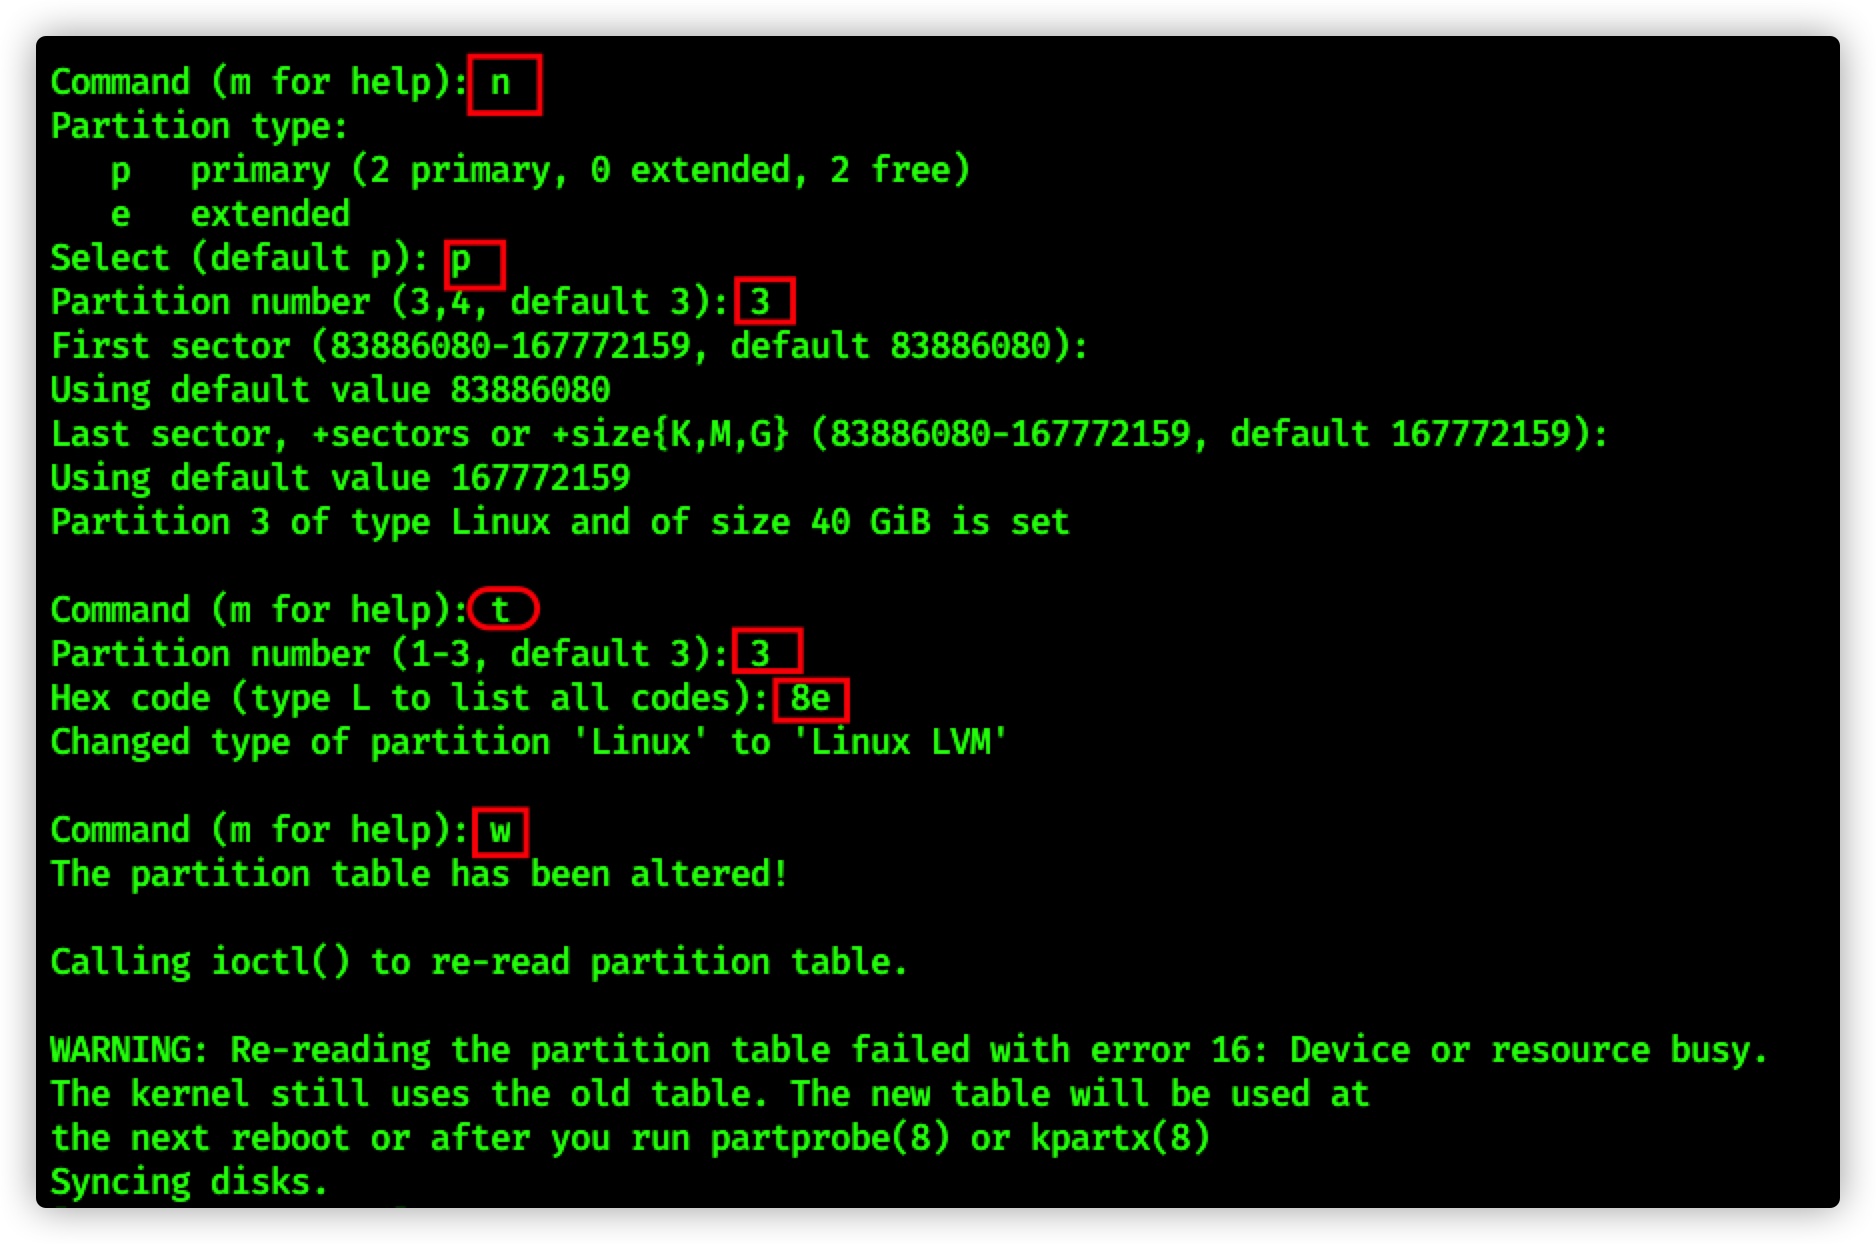 Command (m for help): n
Partition type:
   p   primary (2 primary, 0 extended, 2 free)
   e   extended
Select (default p): p
Partition number (3,4, default 3): 3
First sector (83886080-167772159, default 83886080):
Using default value 83886080
Last sector, +sectors or +size{K,M,G} (83886080-167772159, default 167772159):
Using default value 167772159
Partition 3 of type Linux and of size 40 GiB is set

Command (m for help): t
Partition number (1-3, default 3): 3
Hex code (type L to list all codes): 8e
Changed type of partition 'Linux' to 'Linux LVM'

Command (m for help): w
The partition table has been altered!

Calling ioctl() to re-read partition table.

WARNING: Re-reading the partition table failed with error 16: Device or resource busy.
The kernel still uses the old table. The new table will be used at
the next reboot or after you run partprobe(8) or kpartx(8)
Syncing disks.